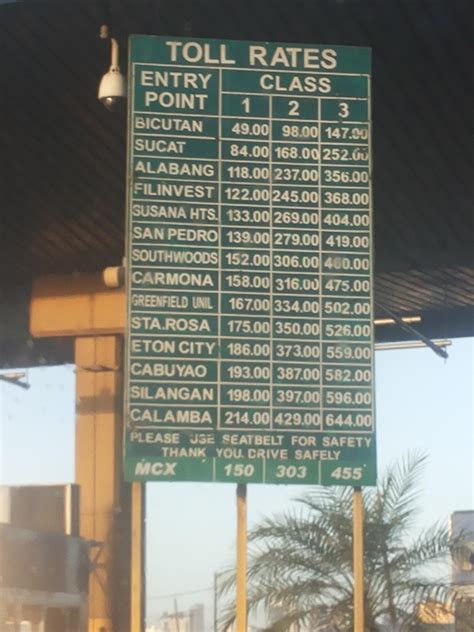 TOLL RATES
ENTRY POINT CLASS
1 2 3
BICUTAN 49.00 98.00 147.00
SUCAT 84.00 168.00 252.00
ALABANG 118.00 237.00 356.00
FILINVEST 122.00 245.00 368.00
SUSANA HTS. 133.00 269.00 404.00
SAN PEDRO 139.00 279.00 419.00
SOUTHWOODS 152.00 306.00 460.00
CARMONA 158.00 316.00 475.00
GREENFIELD UNIL 167.00 334.00 502.00
STA.ROSA 175.00 350.00 526.00
ETON CITY 186.00 373.00 559.00
CABUYAO 193.00 387.00 582.00
SILANGAN 198.00 397.00 596.00
CALAMBA 214.00 429.00 644.00
PLEASE USE SEATBELT FOR SAFETY
THANK YOU DRIVE SAFELY
MCX 150 303 455